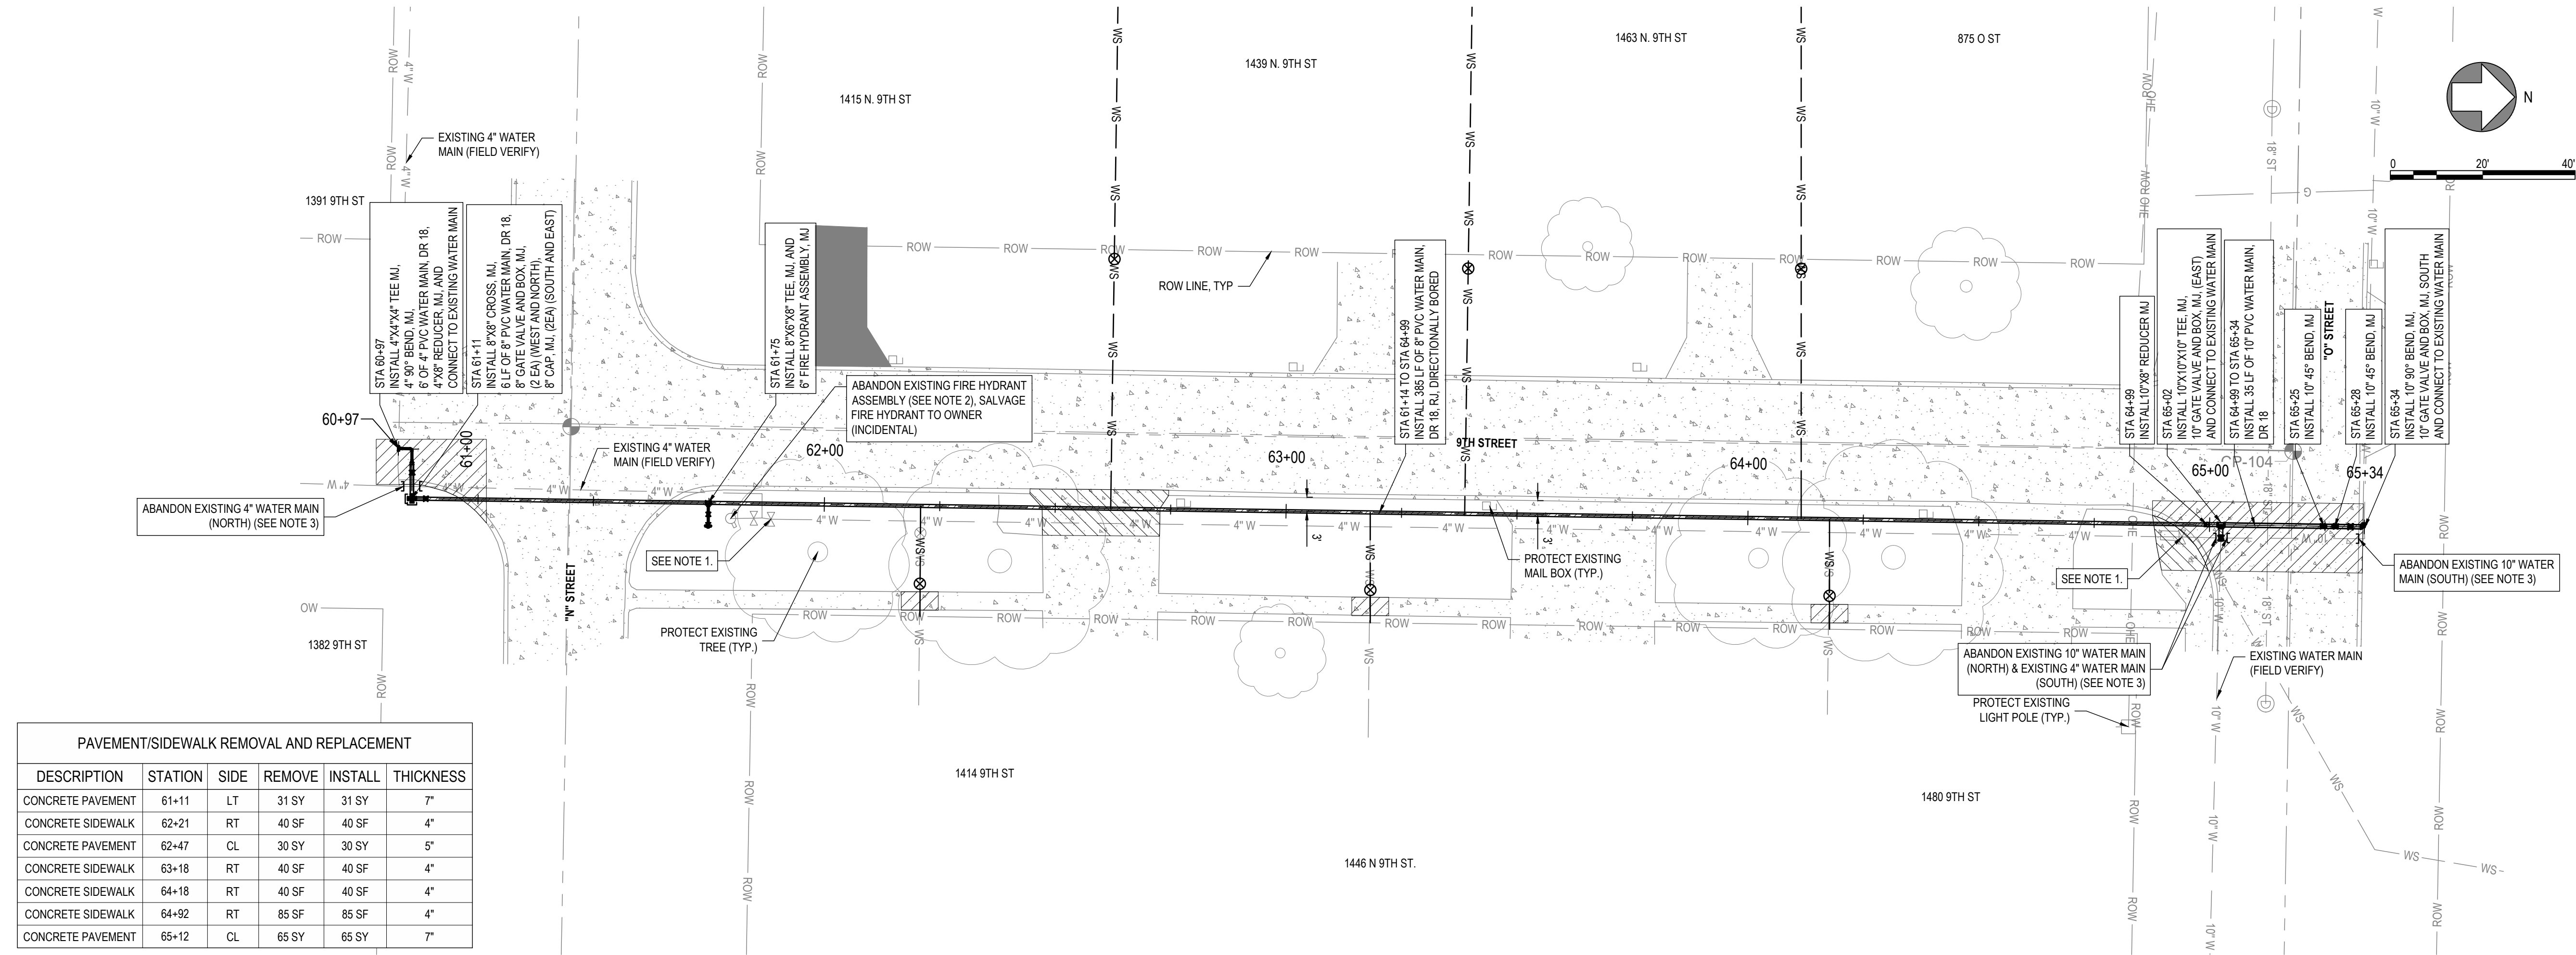 1463 N. 9TH ST
875 O ST
1439 N. 9TH ST
1415 N. 9TH ST
N
0 20' 40'
EXISTING 4" WATER
MAIN (FIELD VERIFY)
1391 9TH ST
STA 60+97
INSTALL 4"X4"X4" TEE MJ,
4" 90° BEND, MJ,
6' OF 4" PVC WATER MAIN, DR 18,
4"X8" REDUCER, MJ, AND
CONNECT TO EXISTING WATER MAIN
STA 61+11
INSTALL 8"X8" CROSS, MJ,
6 LF OF 8" PVC WATER MAIN, DR 18,
8" GATE VALVE AND BOX, MJ,
(2 EA) (WEST AND NORTH),
8" CAP, MJ, (2EA) (SOUTH AND EAST)
STA 61+75
INSTALL 8"X6"X8" TEE, MJ, AND
6" FIRE HYDRANT ASSEMBLY, MJ
ABANDON EXISTING FIRE HYDRANT
ASSEMBLY (SEE NOTE 2), SALVAGE
FIRE HYDRANT TO OWNER
(INCIDENTAL)
ROW LINE, TYP
STA 61+14 TO STA 64+99
INSTALL 385 LF OF 8" PVC WATER MAIN,
DR 18, RJ, DIRECTIONALLY BORED
STA 64+99
INSTALL10"X8" REDUCER MJ
STA 65+02
INSTALL 10"X10"X10" TEE, MJ,
10" GATE VALVE AND BOX, MJ, (EAST)
AND CONNECT TO EXISTING WATER MAIN
STA 64+99 TO STA 65+34
INSTALL 35 LF OF 10" PVC WATER MAIN,
DR 18
STA 65+25
INSTALL 10" 45° BEND, MJ
"O" STREET
STA 65+28
INSTALL 10" 45° BEND, MJ
STA 65+34
INSTALL 10" 90° BEND, MJ,
10" GATE VALVE AND BOX, MJ, SOUTH
AND CONNECT TO EXISTING WATER MAIN
60+97
61+00
EXISTING 4" WATER
MAIN (FIELD VERIFY)
62+00
63+00
9TH STREET
64+00
65+00
CP-104
65+34
ABANDON EXISTING 4" WATER MAIN
(NORTH) (SEE NOTE 3)
SEE NOTE 1.
"N" STREET
3'
3'
PROTECT EXISTING
MAIL BOX (TYP.)
SEE NOTE 1.
ABANDON EXISTING 10" WATER
MAIN (SOUTH) (SEE NOTE 3)
PROTECT EXISTING
TREE (TYP.)
1382 9TH ST
ABANDON EXISTING 10" WATER MAIN
(NORTH) & EXISTING 4" WATER MAIN
(SOUTH) (SEE NOTE 3)
EXISTING WATER MAIN
(FIELD VERIFY)
PROTECT EXISTING
LIGHT POLE (TYP.)
1414 9TH ST
1480 9TH ST
1446 N 9TH ST.
PAVEMENT/SIDEWALK REMOVAL AND REPLACEMENT
DESCRIPTION STATION SIDE REMOVE INSTALL THICKNESS
CONCRETE PAVEMENT 61+11 LT 31 SY 31 SY 7"
CONCRETE SIDEWALK 62+21 RT 40 SF 40 SF 4"
CONCRETE PAVEMENT 62+47 CL 30 SY 30 SY 5"
CONCRETE SIDEWALK 63+18 RT 40 SF 40 SF 4"
CONCRETE SIDEWALK 64+18 RT 40 SF 40 SF 4"
CONCRETE SIDEWALK 64+92 RT 85 SF 85 SF 4"
CONCRETE PAVEMENT 65+12 CL 65 SY 65 SY 7"